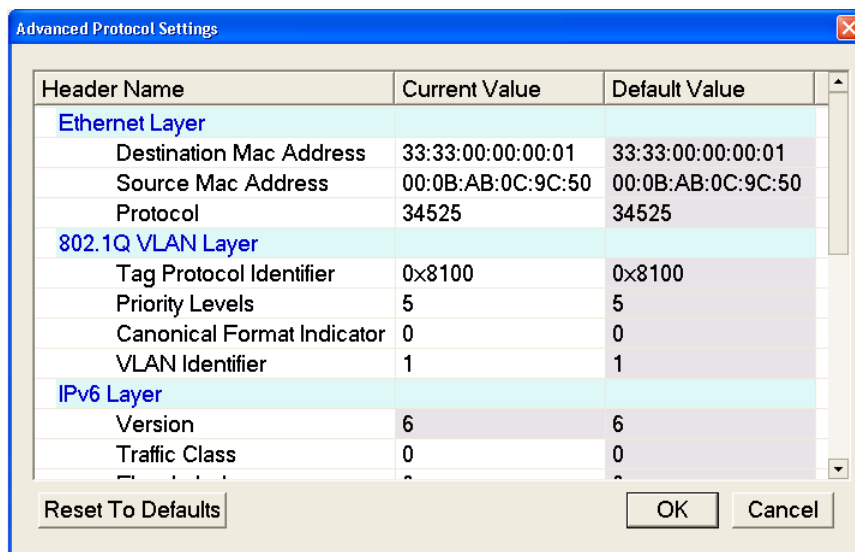 Advanced Protocol Settings
Header Name Current Value Default Value
Ethernet Layer
Destination Mac Address 33:33:00:00:00:01 33:33:00:00:00:01
Source Mac Address 00:0B:AB:0C:9C:50 00:0B:AB:0C:9C:50
Protocol 34525 34525
802.1Q VLAN Layer
Tag Protocol Identifier 0x8100 0x8100
Priority Levels 5 5
Canonical Format Indicator 0 0
VLAN Identifier 1 1
IPv6 Layer
Version 6 6
Traffic Class 0 0
Reset To Defaults OK Cancel